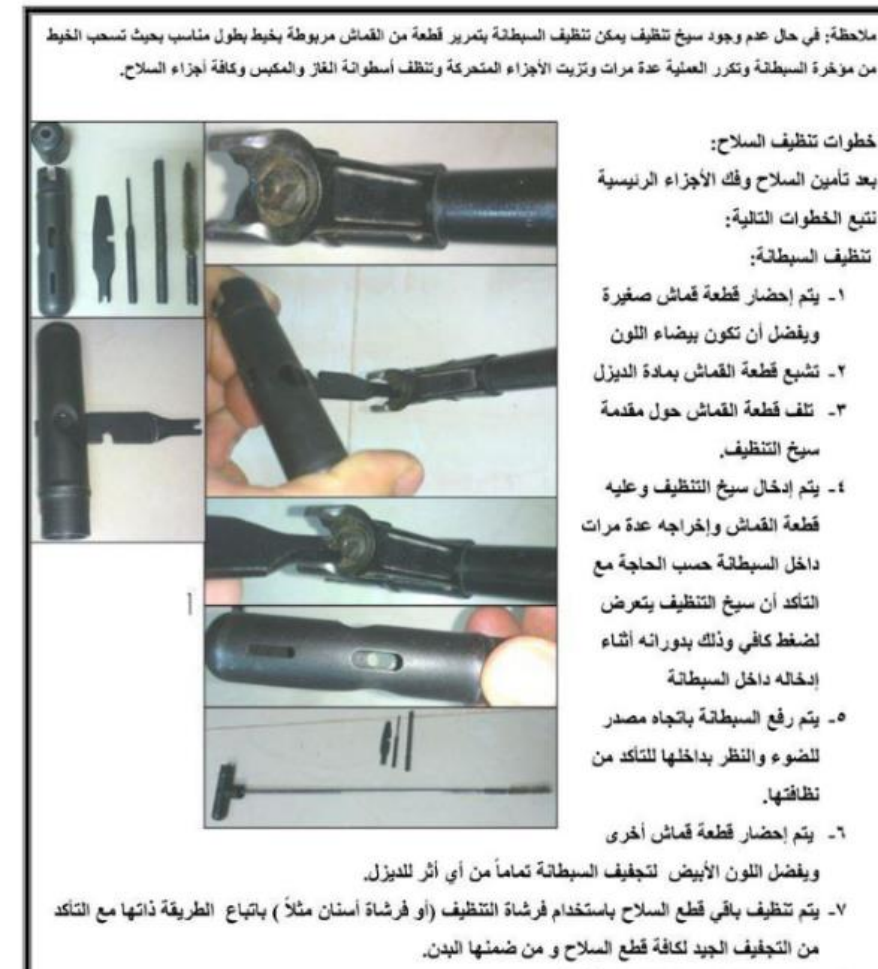 ملاحظة: في حال عدم وجود سيخ تنظيف يمكن تنظيف السبطانة بتمرير قطعة من القماش مربوطة بخيط بطول مناسب بحيث تسحب الخيط
من مؤخرة السبطانة وتكرر العملية عدة مرات وتزيت الأجزاء المتحركة وتنظف أسطوانة الغاز والمكبس وكافة أجزاء السلاح.
خطوات تنظيف السلاح:
بعد تأمين السلاح وفك الأجزاء الرئيسية
نتبع الخطوات التالية:
تنظيف السبطانة:
١- يتم إحضار قطعة قماش صغيرة
ويفضل أن تكون بيضاء اللون
٢- تشبع قطعة القماش بمادة الديزل
٣- تلف قطعة القماش حول مقدمة
سيخ التنظيف.
٤- يتم إدخال سيخ التنظيف وعليه
قطعة القماش وإخراجه عدة مرات
داخل السبطانة حسب الحاجة مع
التأكد أن سيخ التنظيف يتعرض
لضغط كافي وذلك بدورانه أثناء
إدخاله داخل السبطانة
٥- يتم رفع السبطانة باتجاه مصدر
للضوء والنظر بداخلها للتأكد من
نظافتها.
٦- يتم إحضار قطعة قماش أخرى
ويفضل اللون الأبيض لتجفيف السبطانة تماماً من أي أثر للديزل.
٧- يتم تنظيف باقي قطع السلاح باستخدام فرشاة التنظيف (أو فرشاة أسنان مثلاً ) باتباع الطريقة ذاتها مع التأكد
من التجفيف الجيد لكافة قطع السلاح و من ضمنها البدن.